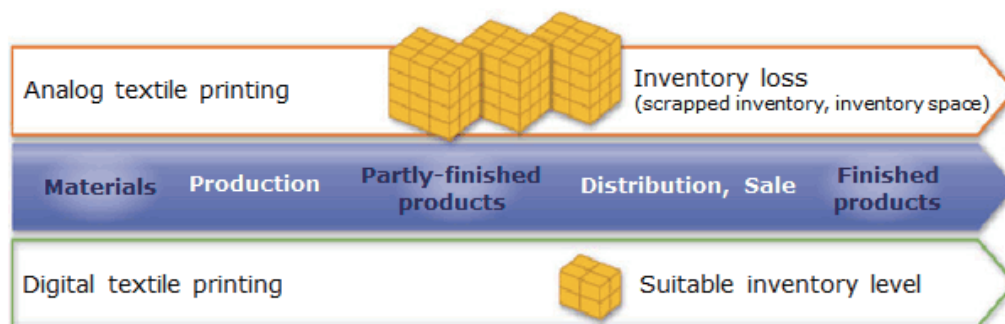 Analog textile printing
Inventory loss
(scrapped inventory, inventory space)
Materials
Production
Partly-finished
products
Distribution, Sale
Finished
products
Digital textile printing
Suitable inventory level